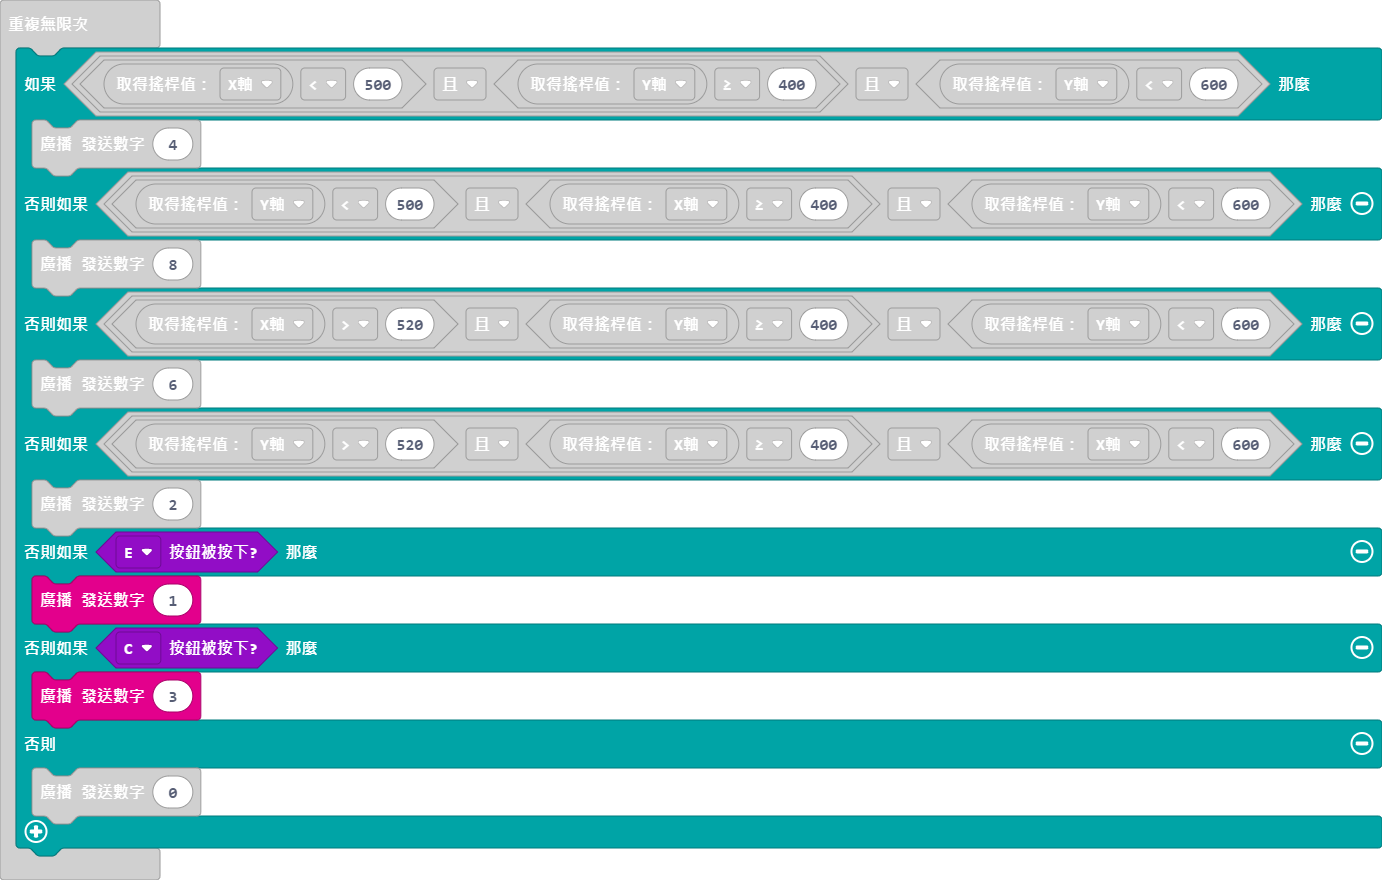 重複無限次
如果 取得搖桿值： X軸 < 500 且 取得搖桿值： Y軸 ≥ 400 且 取得搖桿值： Y軸 < 600 那麼
廣播 發送數字 4
否則如果 取得搖桿值： Y軸 < 500 且 取得搖桿值： X軸 ≥ 400 且 取得搖桿值： Y軸 < 600 那麼
廣播 發送數字 8
否則如果 取得搖桿值： X軸 > 520 且 取得搖桿值： Y軸 ≥ 400 且 取得搖桿值： Y軸 < 600 那麼
廣播 發送數字 6
否則如果 取得搖桿值： Y軸 > 520 且 取得搖桿值： X軸 ≥ 400 且 取得搖桿值： X軸 < 600 那麼
廣播 發送數字 2
否則如果 E 按鈕被按下? 那麼
廣播 發送數字 1
否則如果 C 按鈕被按下? 那麼
廣播 發送數字 3
否則
廣播 發送數字 0